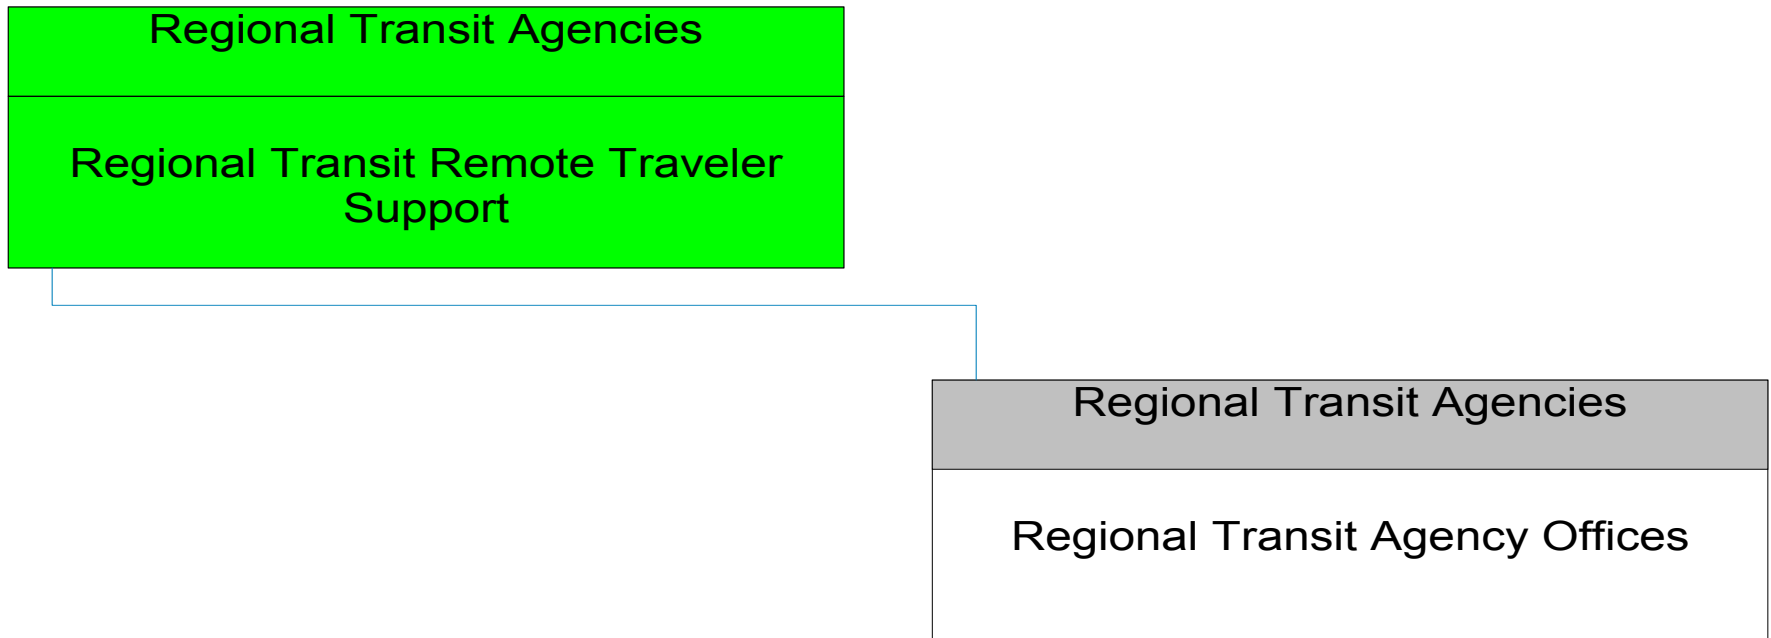 Regional Transit Agencies
Regional Transit Remote Traveler
Support
Regional Transit Agencies
Regional Transit Agency Offices